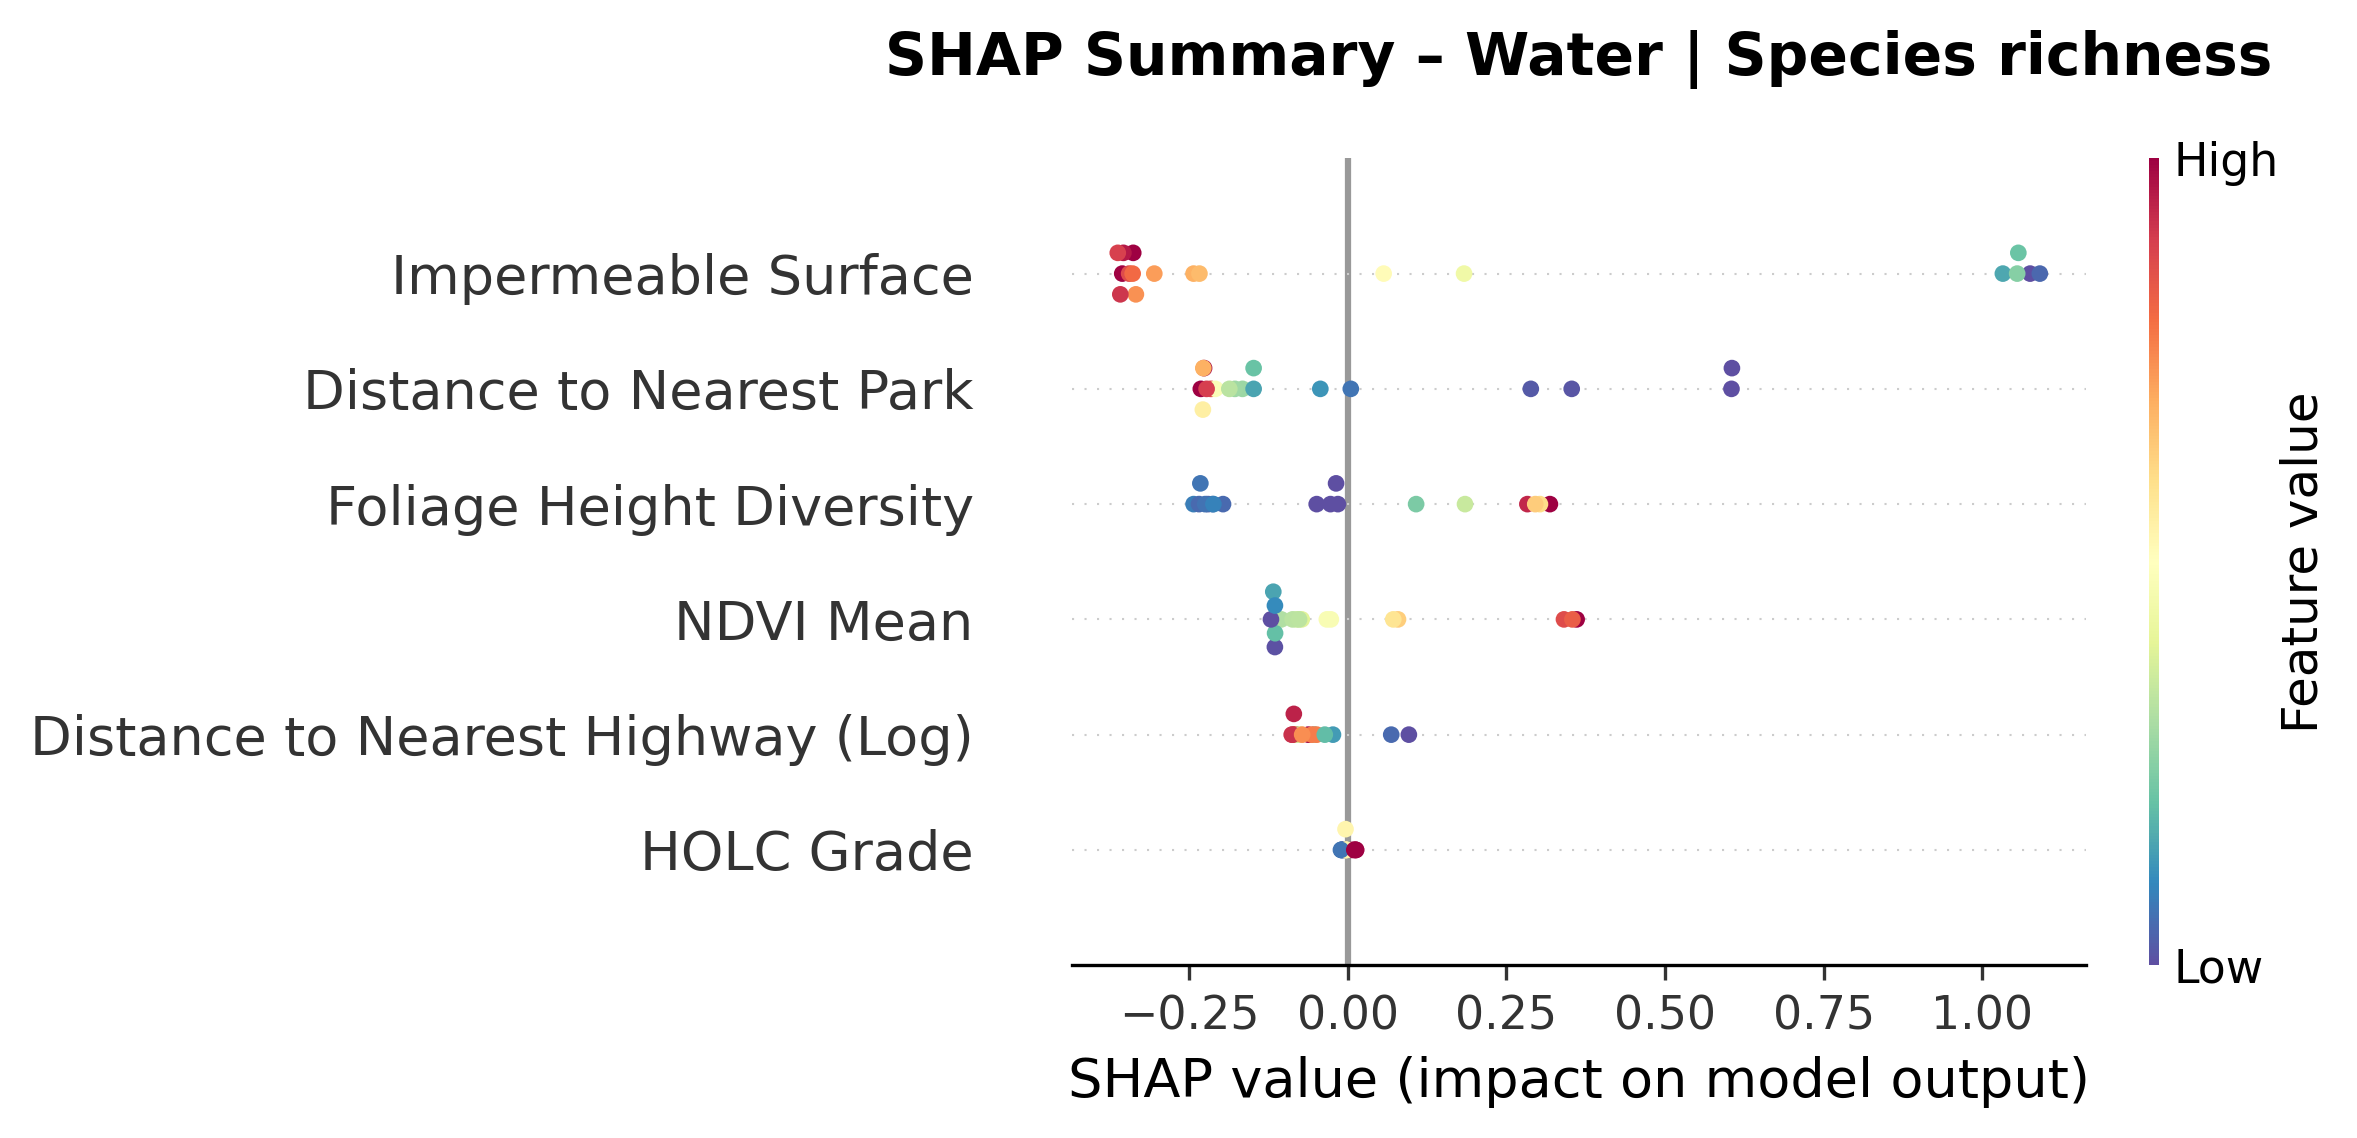 SHAP Summary – Water | Species richness
High
Impermeable Surface
Distance to Nearest Park
Foliage Height Diversity
NDVI Mean
Distance to Nearest Highway (Log)
HOLC Grade
Feature value
Low
−0.25 0.00 0.25 0.50 0.75 1.00
SHAP value (impact on model output)